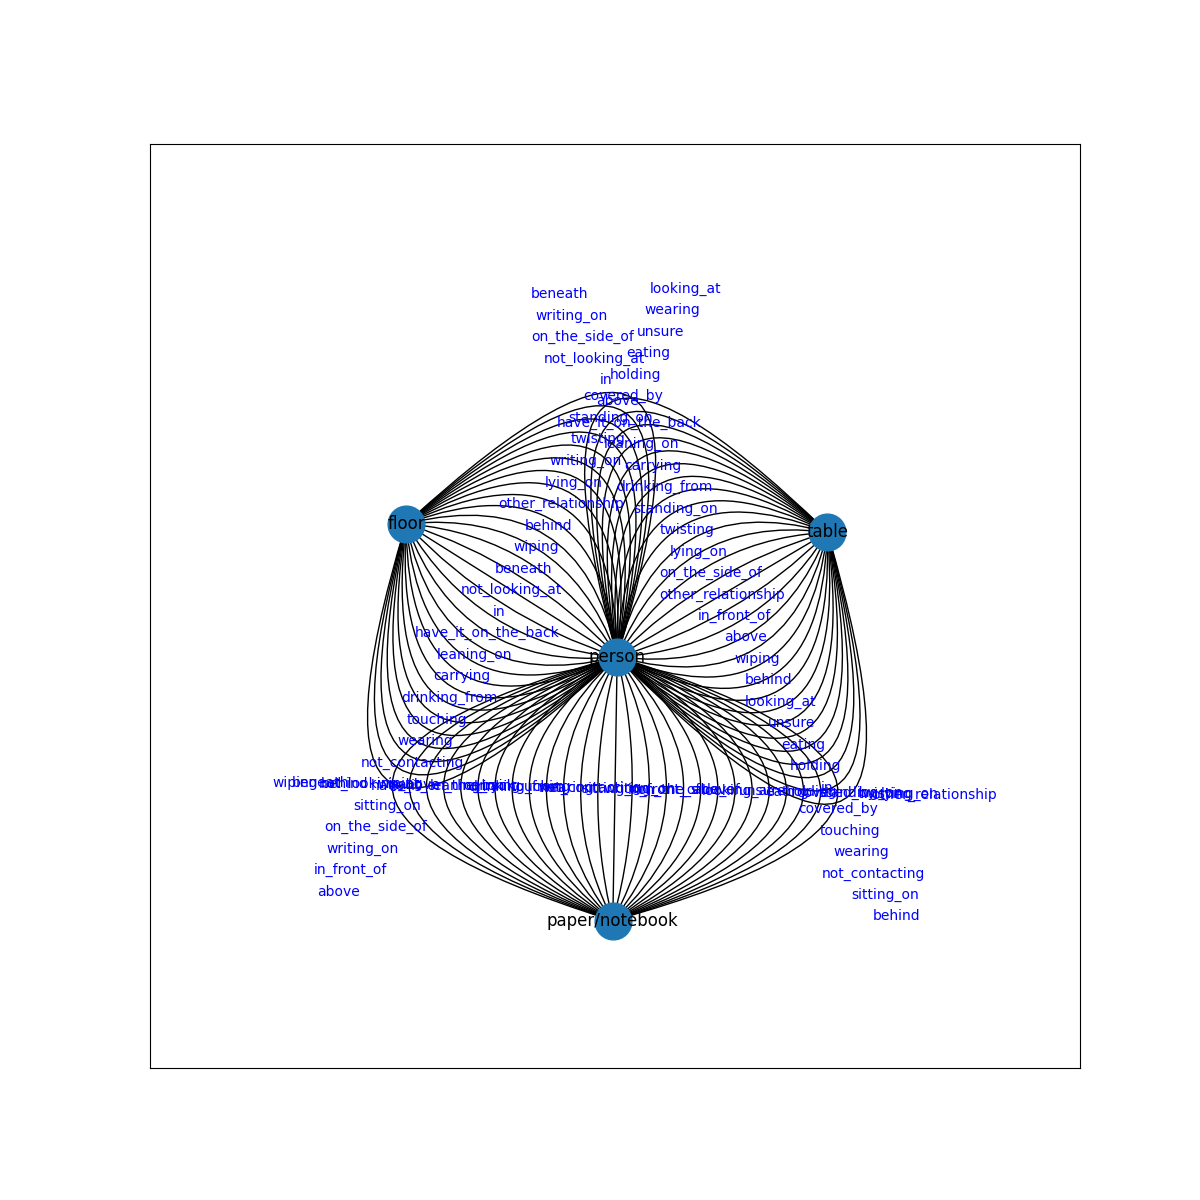 beneath
looking_at
writing_on
wearing
on_the_side_of
unsure
not_looking_at
eating
in
holding
covered_by
above
standing_on
have_it_on_the_back
twisting
leaning_on
writing_on
carrying
lying_on
drinking_from
other_relationship
standing_on
floor
behind
twisting
table
wiping
lying_on
beneath
on_the_side_of
not_looking_at
other_relationship
in
in_front_of
have_it_on_the_back
above
leaning_on
person
wiping
carrying
behind
drinking_from
looking_at
touching
unsure
wearing
eating
not_contacting
holding
in
sitting_on
covered_by
on_the_side_of
touching
writing_on
wearing
in_front_of
not_contacting
above
sitting_on
behind
paper/notebook